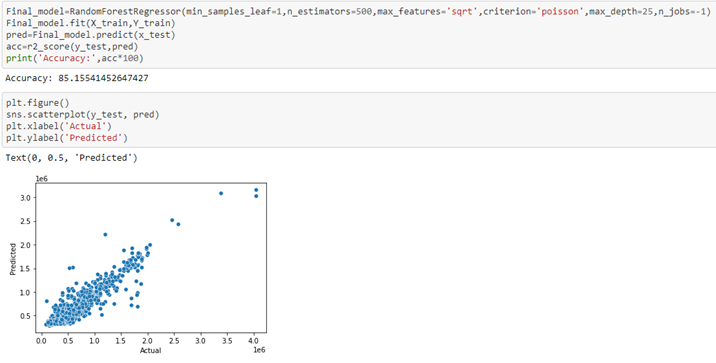 Final_model=RandomForestRegressor(min_samples_leaf=1,n_estimators=500,max_features='sqrt',criterion='poisson',max_depth=25,n_jobs=-1)
Final_model.fit(X_train,Y_train)
pred=Final_model.predict(x_test)
acc=r2_score(y_test,pred)
print('Accuracy:',acc*100)
Accuracy: 85.15541452647427
plt.figure()
sns.scatterplot(y_test, pred)
plt.xlabel('Actual')
plt.ylabel('Predicted')
Text(0, 0.5, 'Predicted')
1e6
3.0
2.5
2.0
1.5
1.0
0.5
Predicted
0.0 0.5 1.0 1.5 2.0 2.5 3.0 3.5 4.0
Actual
1e6